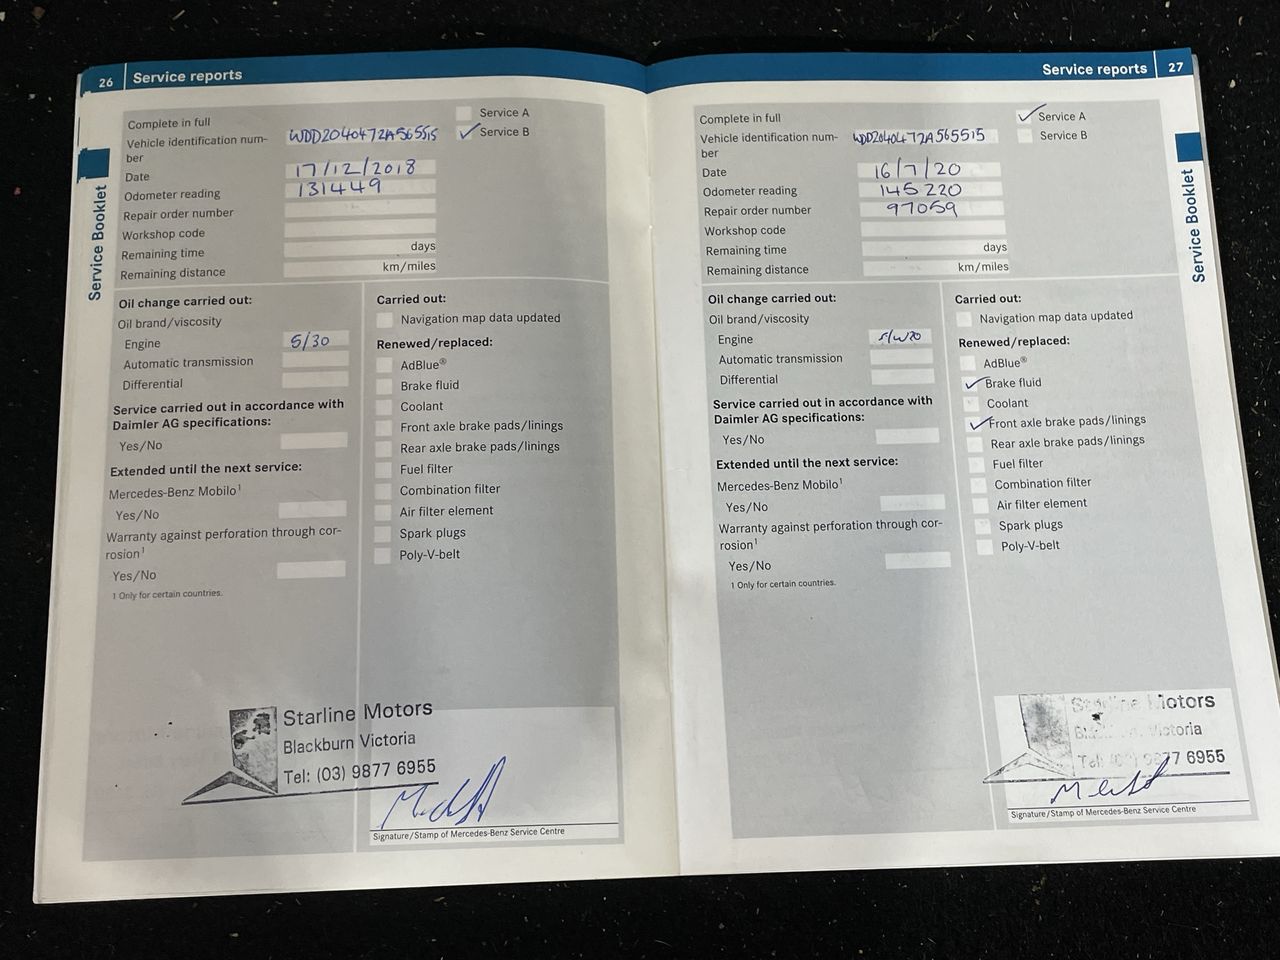 26 Service reports
Complete in full
Service A
Vehicle identification num-
ber
WDD2040472A565515
✓ Service B
Date 17/12/2018
Odometer reading 131449
Repair order number
Workshop code
Remaining time days
Remaining distance km/miles
Service Booklet
Oil change carried out:
Oil brand/viscosity
Engine 5/30
Automatic transmission
Differential
Service carried out in accordance with
Daimler AG specifications:
Yes/No
Extended until the next service:
Mercedes-Benz Mobilo¹
Yes/No
Warranty against perforation through cor-
rosion¹
Yes/No
1 Only for certain countries.
Carried out:
Navigation map data updated
Renewed/replaced:
AdBlue®
Brake fluid
Coolant
Front axle brake pads/linings
Rear axle brake pads/linings
Fuel filter
Combination filter
Air filter element
Spark plugs
Poly-V-belt
Starline Motors
Blackburn Victoria
Tel: (03) 9877 6955
Signature/Stamp of Mercedes-Benz Service Centre
Service reports 27
Complete in full
✓ Service A
Vehicle identification num-
ber
WDD2040472A565515
Service B
Date 16/7/20
Odometer reading 145220
Repair order number 97059
Workshop code
Remaining time days
Remaining distance km/miles
Service Booklet
Oil change carried out:
Oil brand/viscosity
Engine
Automatic transmission
Differential
Service carried out in accordance with
Daimler AG specifications:
Yes/No
Extended until the next service:
Mercedes-Benz Mobilo¹
Yes/No
Warranty against perforation through cor-
rosion¹
Yes/No
1 Only for certain countries.
Carried out:
Navigation map data updated
Renewed/replaced:
AdBlue®
✓ Brake fluid
Coolant
✓ Front axle brake pads/linings
Rear axle brake pads/linings
Fuel filter
Combination filter
Air filter element
Spark plugs
Poly-V-belt
Starline Motors
Victoria
Tel: 9877 6955
Signature/Stamp of Mercedes-Benz Service Centre